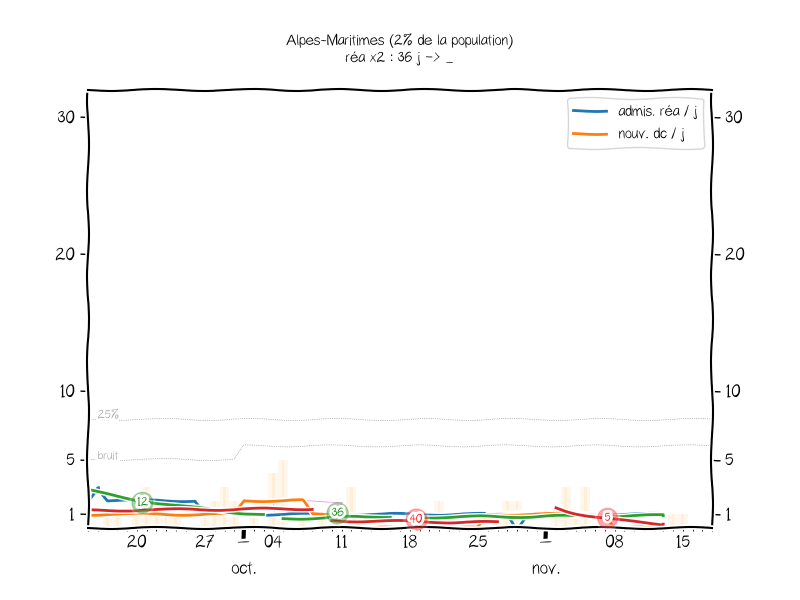 Alpes-Maritimes (2% de la population)
réa x2 : 36 j -> _
admis. réa / j
nouv. dc / j
30
30
20
20
10
10
25%
bruit
5
5
12
36
40
5
1
1
20 27 04 11 18 25 08 15
oct. nov.